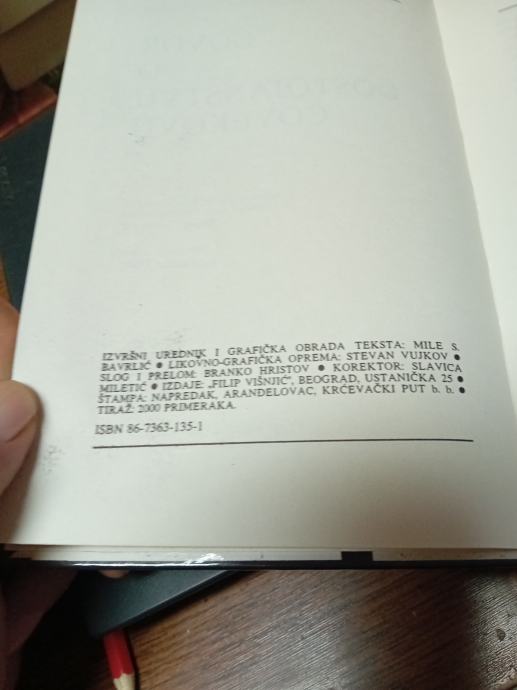 IZVRŠNI UREDNIK I GRAFIČKA OBRADA TEKSTA: MILE S.
BAVRLIĆ ● LIKOVNO-GRAFIČKA OPREMA: STEVAN VUJKOV ●
SLOG I PRELOM: BRANKO HRISTOV ● KOREKTOR: SLAVICA
MILETIĆ ● IZDAJE: „FILIP VIŠNJIĆ", BEOGRAD, USTANIČKA 25 ●
ŠTAMPA: NAPREDAK, ARANĐELOVAC, KRĆEVAČKI PUT b. b. ●
TIRAŽ: 2000 PRIMERAKA.
ISBN 86-7363-135-1